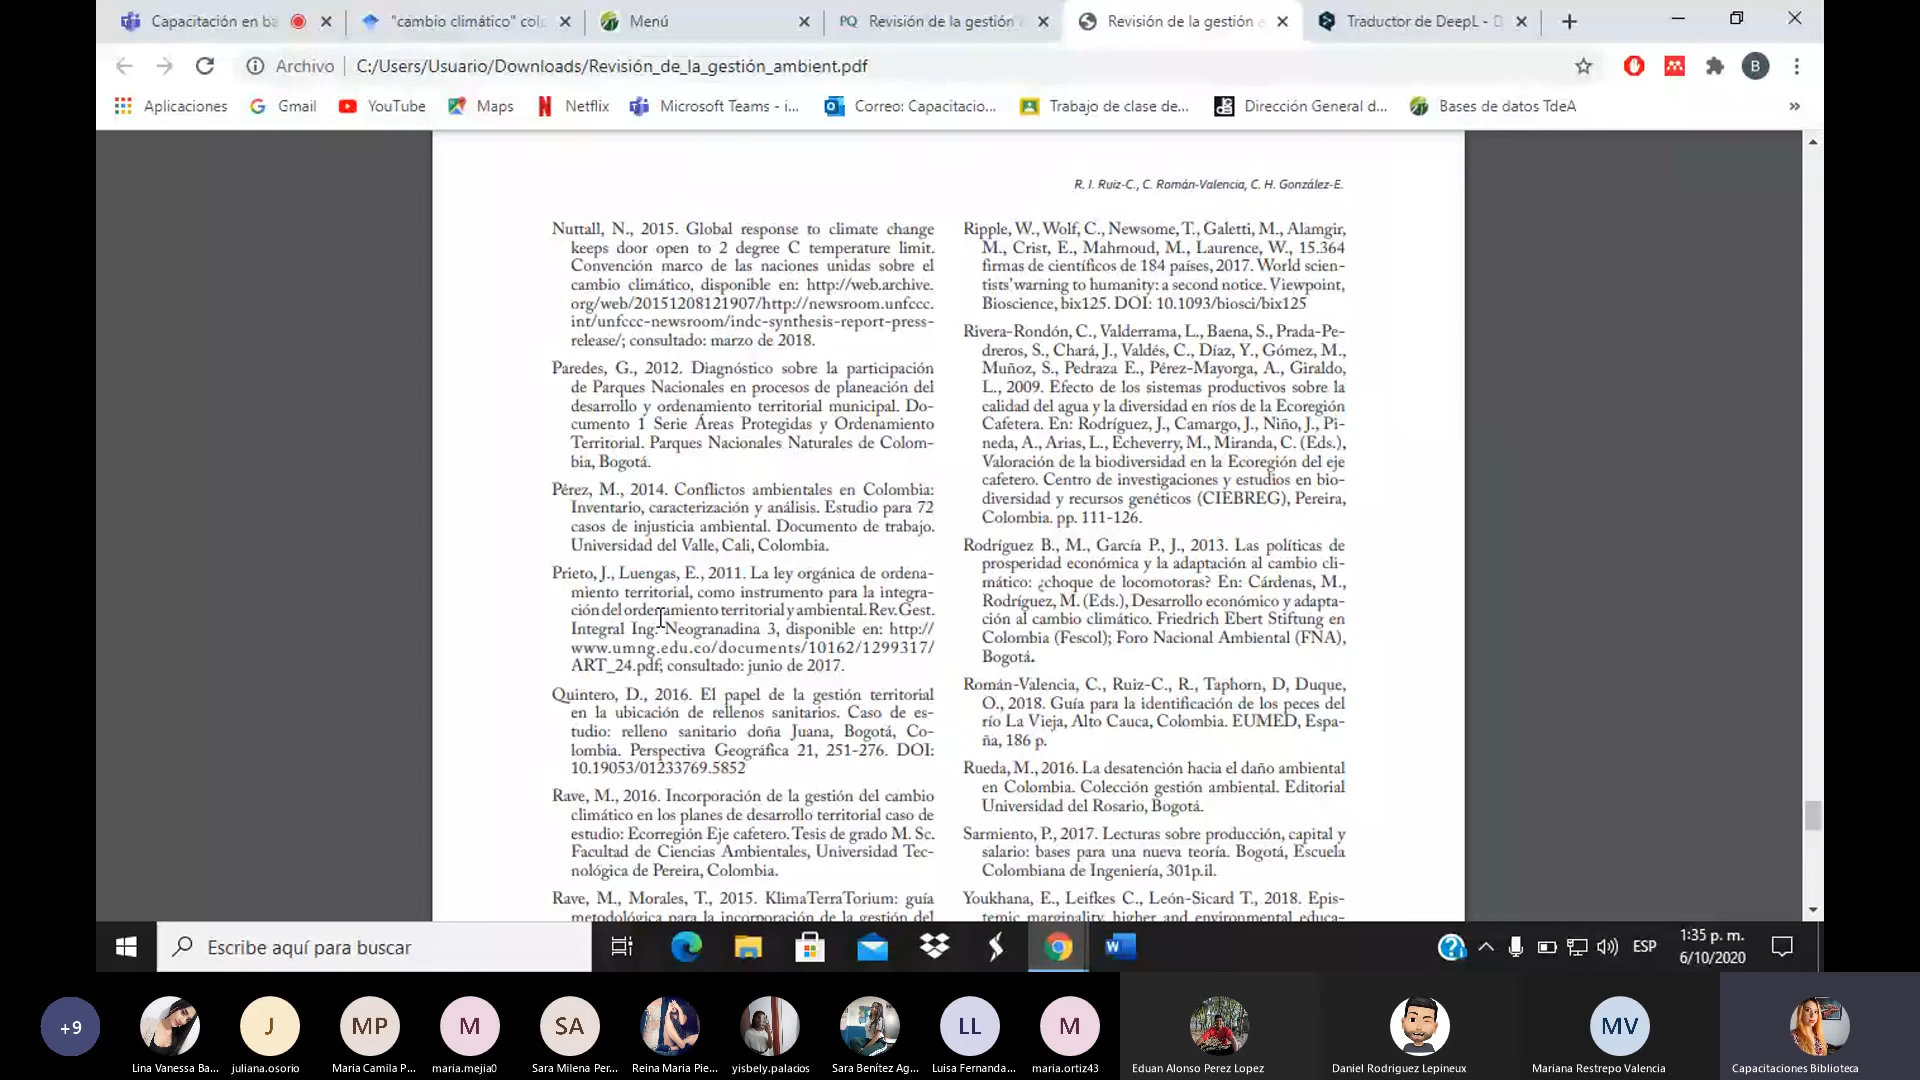 Capacitación en ba
"cambio climático" col
Menú
PQ Revisión de la gestión a
Revisión de la gestión a
Traductor de DeepL - D
Archivo C:/Users/Usuario/Downloads/Revisión_de_la_gestión_ambient.pdf
B
Aplicaciones Gmail YouTube Maps Netflix Microsoft Teams - i... Correo: Capacitacio... Trabajo de clase de... Dirección General d... Bases de datos TdeA »
R. I. Ruiz-C., C. Román-Valencia, C. H. González-E.
Nuttall, N., 2015. Global response to climate change
keeps door open to 2 degree C temperature limit.
Convención marco de las naciones unidas sobre el
cambio climático, disponible en: http://web.archive.
org/web/20151208121907/http://newsroom.unfccc.
int/unfccc-newsroom/indc-synthesis-report-press-
release/; consultado: marzo de 2018.
Paredes, G., 2012. Diagnóstico sobre la participación
de Parques Nacionales en procesos de planeación del
desarrollo y ordenamiento territorial municipal. Do-
cumento 1 Serie Áreas Protegidas y Ordenamiento
Territorial. Parques Nacionales Naturales de Colom-
bia, Bogotá.
Pérez, M., 2014. Conflictos ambientales en Colombia:
Inventario, caracterización y análisis. Estudio para 72
casos de injusticia ambiental. Documento de trabajo.
Universidad del Valle, Cali, Colombia.
Prieto, J., Luengas, E., 2011. La ley orgánica de ordena-
miento territorial, como instrumento para la integra-
ción del ordenamiento territorial y ambiental. Rev. Gest.
Integral Ing. Neogranadina 3, disponible en: http://
www.umng.edu.co/documents/10162/1299317/
ART_24.pdf; consultado: junio de 2017.
Quintero, D., 2016. El papel de la gestión territorial
en la ubicación de rellenos sanitarios. Caso de es-
tudio: relleno sanitario doña Juana, Bogotá, Co-
lombia. Perspectiva Geográfica 21, 251-276. DOI:
10.19053/01233769.5852
Rave, M., 2016. Incorporación de la gestión del cambio
climático en los planes de desarrollo territorial caso de
estudio: Ecorregión Eje cafetero. Tesis de grado M. Sc.
Facultad de Ciencias Ambientales, Universidad Tec-
nológica de Pereira, Colombia.
Rave, M., Morales, T., 2015. KlimaTerraTorium: guía
metodológica para la incorporación de la gestión del
Ripple, W., Wolf, C., Newsome, T., Galetti, M., Alamgir,
M., Crist, E., Mahmoud, M., Laurence, W., 15.364
firmas de científicos de 184 países, 2017. World scien-
tists' warning to humanity: a second notice. Viewpoint,
Bioscience, bix125. DOI: 10.1093/biosci/bix125
Rivera-Rondón, C., Valderrama, L., Baena, S., Prada-Pe-
dreros, S., Chará, J., Valdés, C., Díaz, Y., Gómez, M.,
Muñoz, S., Pedraza E., Pérez-Mayorga, A., Giraldo,
L., 2009. Efecto de los sistemas productivos sobre la
calidad del agua y la diversidad en ríos de la Ecoregión
Cafetera. En: Rodríguez, J., Camargo, J., Niño, J., Pi-
neda, A., Arias, L., Echeverry, M., Miranda, C. (Eds.),
Valoración de la biodiversidad en la Ecoregión del eje
cafetero. Centro de investigaciones y estudios en bio-
diversidad y recursos genéticos (CIEBREG), Pereira,
Colombia. pp. 111-126.
Rodríguez B., M., García P., J., 2013. Las políticas de
prosperidad económica y la adaptación al cambio cli-
mático: ¿choque de locomotoras? En: Cárdenas, M.,
Rodríguez, M. (Eds.), Desarrollo económico y adapta-
ción al cambio climático. Friedrich Ebert Stiftung en
Colombia (Fescol); Foro Nacional Ambiental (FNA),
Bogotá.
Román-Valencia, C., Ruiz-C., R., Taphorn, D, Duque,
O., 2018. Guía para la identificación de los peces del
río La Vieja, Alto Cauca, Colombia. EUMED, Espa-
ña, 186 p.
Rueda, M., 2016. La desatención hacia el daño ambiental
en Colombia. Colección gestión ambiental. Editorial
Universidad del Rosario, Bogotá.
Sarmiento, P., 2017. Lecturas sobre producción, capital y
salario: bases para una nueva teoría. Bogotá, Escuela
Colombiana de Ingeniería, 301p.il.
Youkhana, E., Leifkes C., León-Sicard T., 2018. Epis-
temic marginality, higher and environmental educa-
Escribe aquí para buscar
ESP
1:35 p. m.
6/10/2020
+9 J MP M SA LL M MV
Lina Vanessa Ba... juliana.osorio Maria Camila P... maria.mejia0 Sara Milena Per... Reina Maria Pie... yisbely.palacios Sara Benítez Ag... Luisa Fernanda... maria.ortiz43 Eduan Alonso Perez Lopez Daniel Rodriguez Lepineux Mariana Restrepo Valencia Capacitaciones Biblioteca